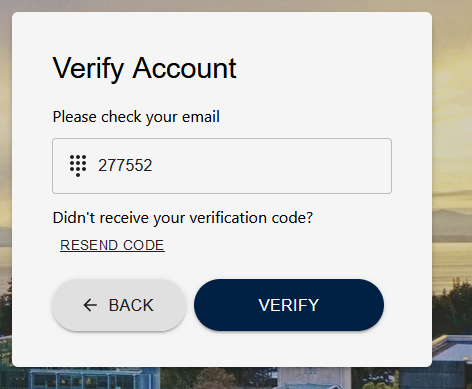 Verify Account
Please check your email
277552
Didn't receive your verification code?
RESEND CODE
BACK
VERIFY